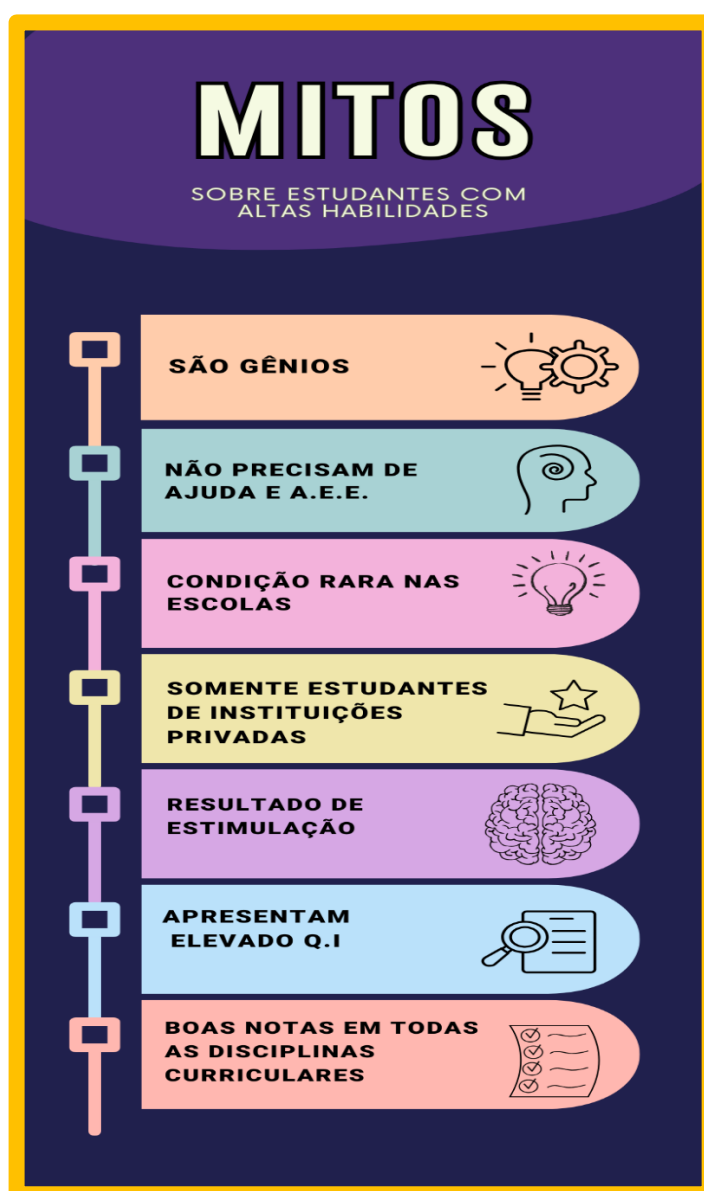 MITOS
SOBRE ESTUDANTES COM
ALTAS HABILIDADES
SÃO GÊNIOS
NÃO PRECISAM DE
AJUDA E A.E.E.
CONDIÇÃO RARA NAS
ESCOLAS
SOMENTE ESTUDANTES
DE INSTITUIÇÕES
PRIVADAS
RESULTADO DE
ESTIMULAÇÃO
APRESENTAM
ELEVADO Q.I
BOAS NOTAS EM TODAS
AS DISCIPLINAS
CURRICULARES